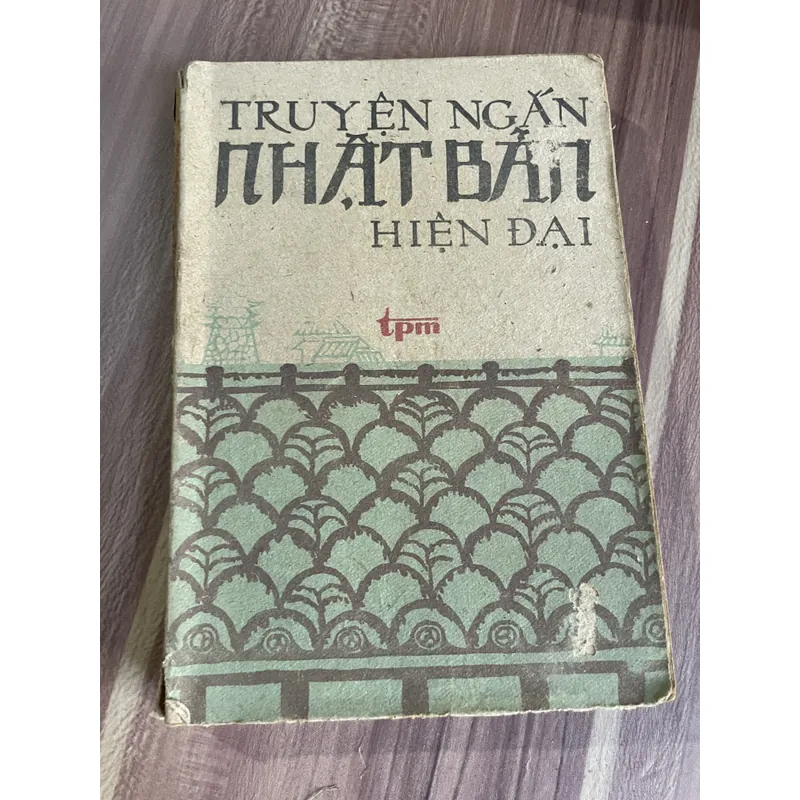 TRUYỆN NGẮN
NHẬT BẢN
HIỆN ĐẠI
tpm